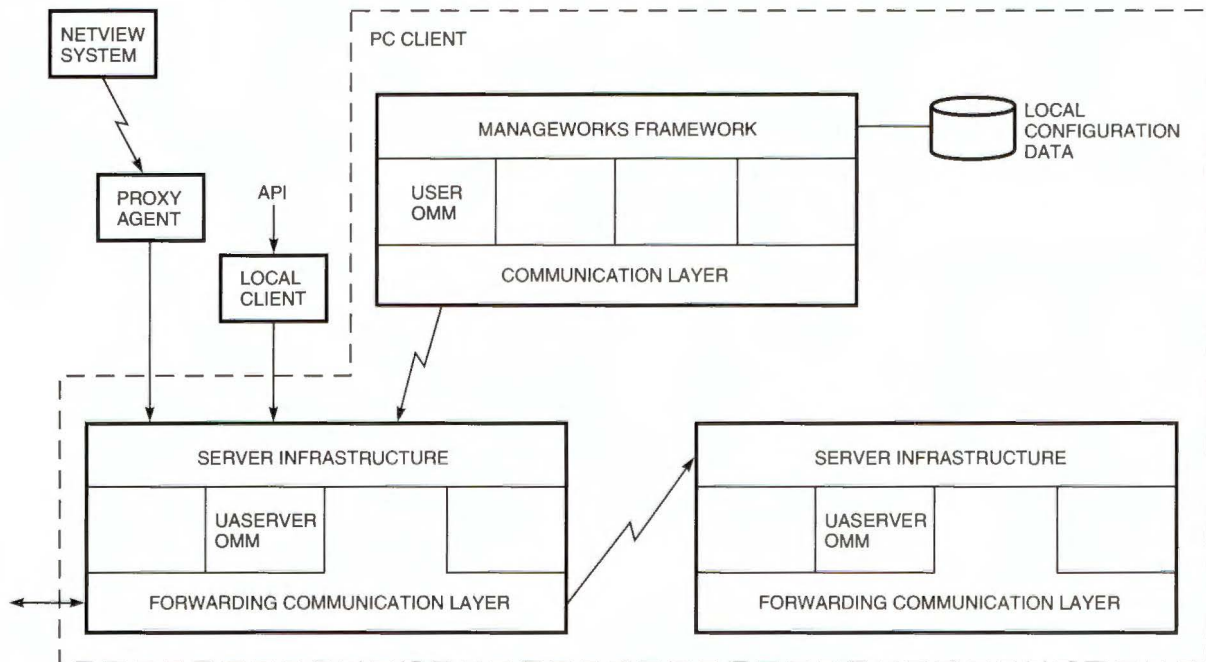 NETVIEW
SYSTEM
PC CLIENT
MANAGEWORKS FRAMEWORK
LOCAL
CONFIGURATION
DATA
PROXY
AGENT
API
USER
OMM
LOCAL
CLIENT
COMMUNICATION LAYER
SERVER INFRASTRUCTURE
UASERVER
OMM
FORWARDING COMMUNICATION LAYER
SERVER INFRASTRUCTURE
UASERVER
OMM
FORWARDING COMMUNICATION LAYER